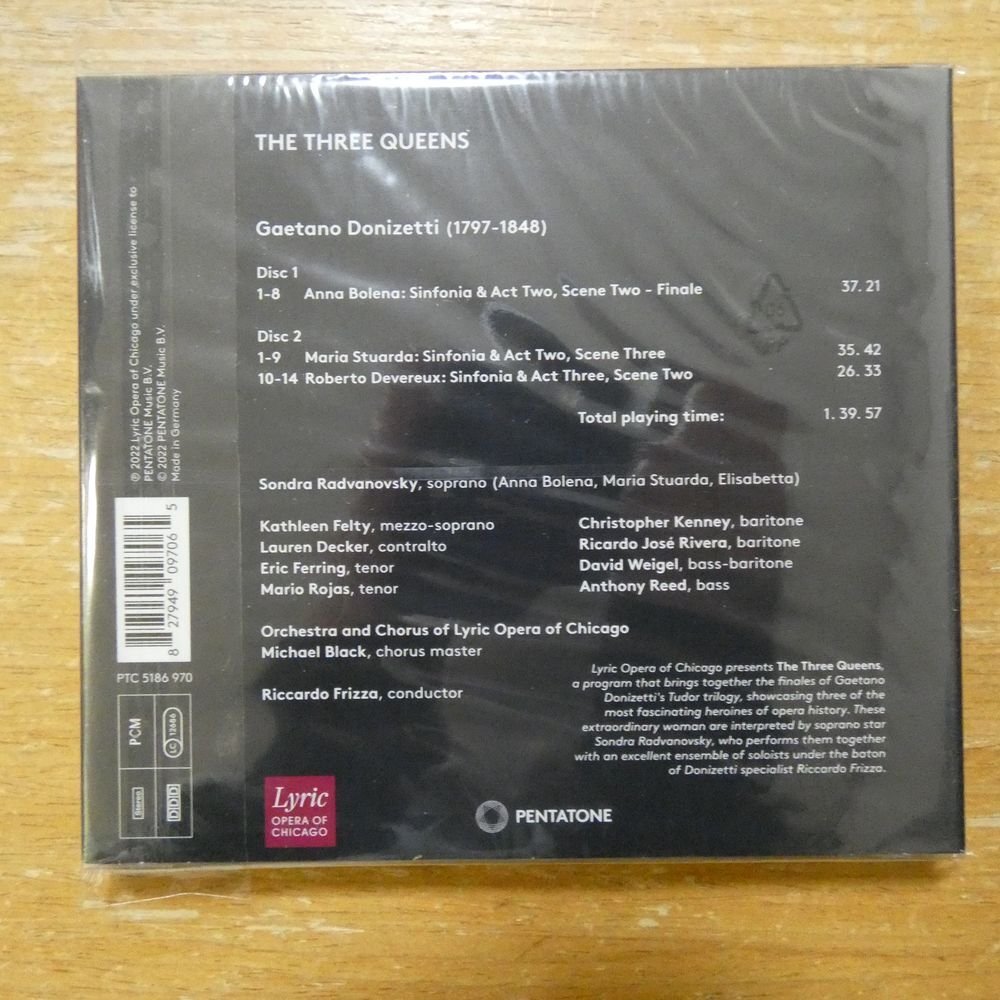 THE THREE QUEENS
Gaetano Donizetti (1797-1848)
Disc 1
1-8 Anna Bolena: Sinfonia & Act Two, Scene Two - Finale 37. 21
Disc 2
1-9 Maria Stuarda: Sinfonia & Act Two, Scene Three 35. 42
10-14 Roberto Devereux: Sinfonia & Act Three, Scene Two 26. 33
Total playing time: 1. 39. 57
Sondra Radvanovsky, soprano (Anna Bolena, Maria Stuarda, Elisabetta)
Kathleen Felty, mezzo-soprano
Lauren Decker, contralto
Eric Ferring, tenor
Mario Rojas, tenor
Christopher Kenney, baritone
Ricardo José Rivera, baritone
David Weigel, bass-baritone
Anthony Reed, bass
Orchestra and Chorus of Lyric Opera of Chicago
Michael Black, chorus master
Riccardo Frizza, conductor
Lyric Opera of Chicago presents The Three Queens,
a program that brings together the finales of Gaetano
Donizetti's Tudor trilogy, showcasing three of the
most fascinating heroines of opera history. These
extraordinary woman are interpreted by soprano star
Sondra Radvanovsky, who performs them together
with an excellent ensemble of soloists under the baton
of Donizetti specialist Riccardo Frizza.
Lyric
OPERA OF
CHICAGO
PENTATONE
℗ 2022 Lyric Opera of Chicago under exclusive license to
PENTATONE Music B.V.
© 2022 PENTATONE Music B.V.
Made in Germany
8 27949 09706 5
PTC 5186 970
PCM
LC 12686
Stereo
DDD